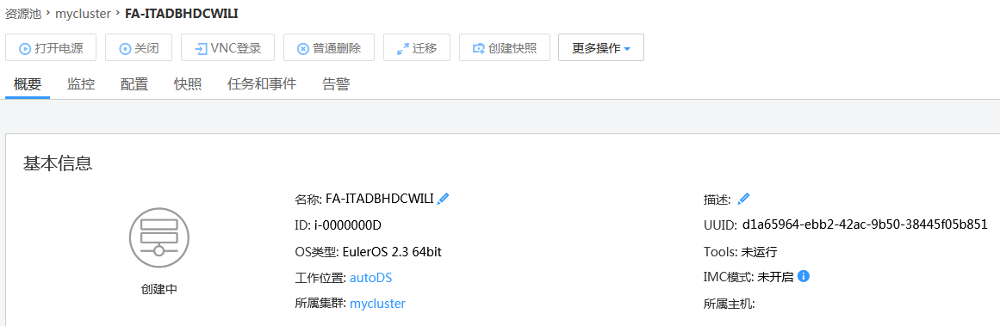 资源池 › mycluster › FA-ITADBHDCWILI
打开电源 关闭 VNC登录 普通删除 迁移 创建快照 更多操作
概要 监控 配置 快照 任务和事件 告警
基本信息
名称: FA-ITADBHDCWILI 描述:
ID: i-0000000D UUID: d1a65964-ebb2-42ac-9b50-38445f05b851
OS类型: EulerOS 2.3 64bit Tools: 未运行
工作位置: autoDS IMC模式: 未开启
创建中
所属集群: mycluster 所属主机: